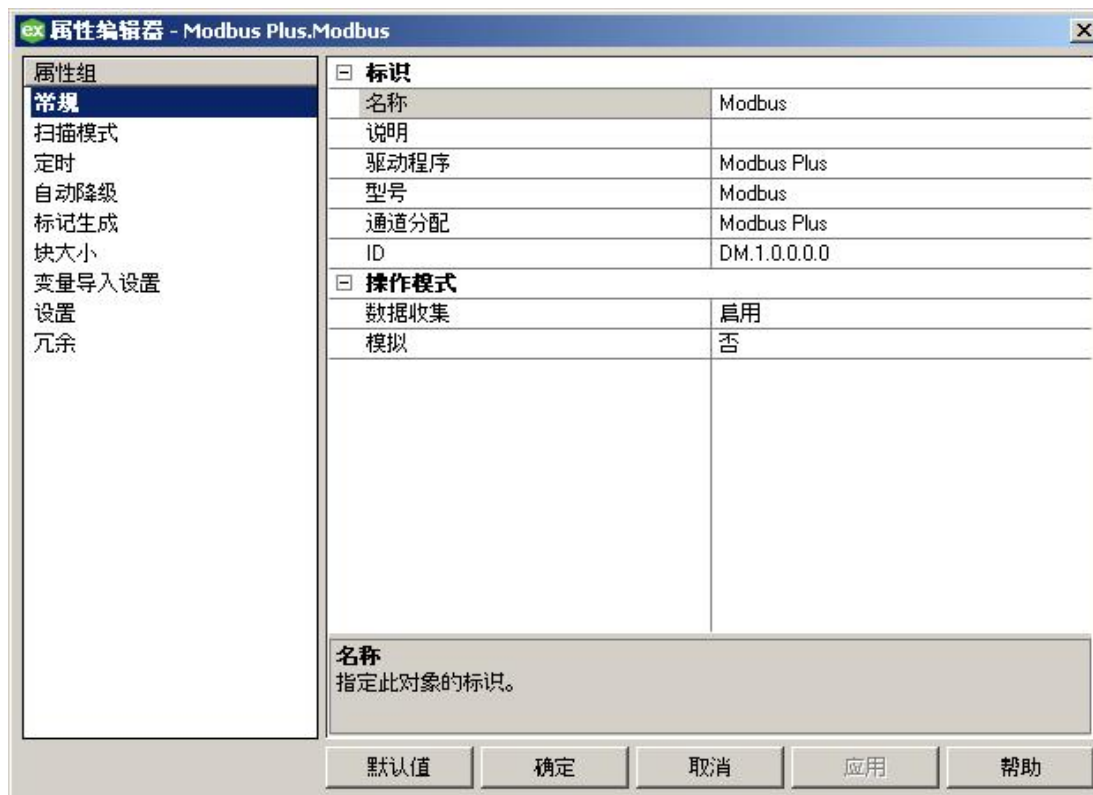 ex 属性编辑器 - Modbus Plus.Modbus
属性组
常规
扫描模式
定时
自动降级
标记生成
块大小
变量导入设置
设置
冗余
标识
名称 Modbus
说明
驱动程序 Modbus Plus
型号 Modbus
通道分配 Modbus Plus
ID DM.1.0.0.0.0
操作模式
数据收集 启用
模拟 否
名称
指定此对象的标识。
默认值 确定 取消 应用 帮助